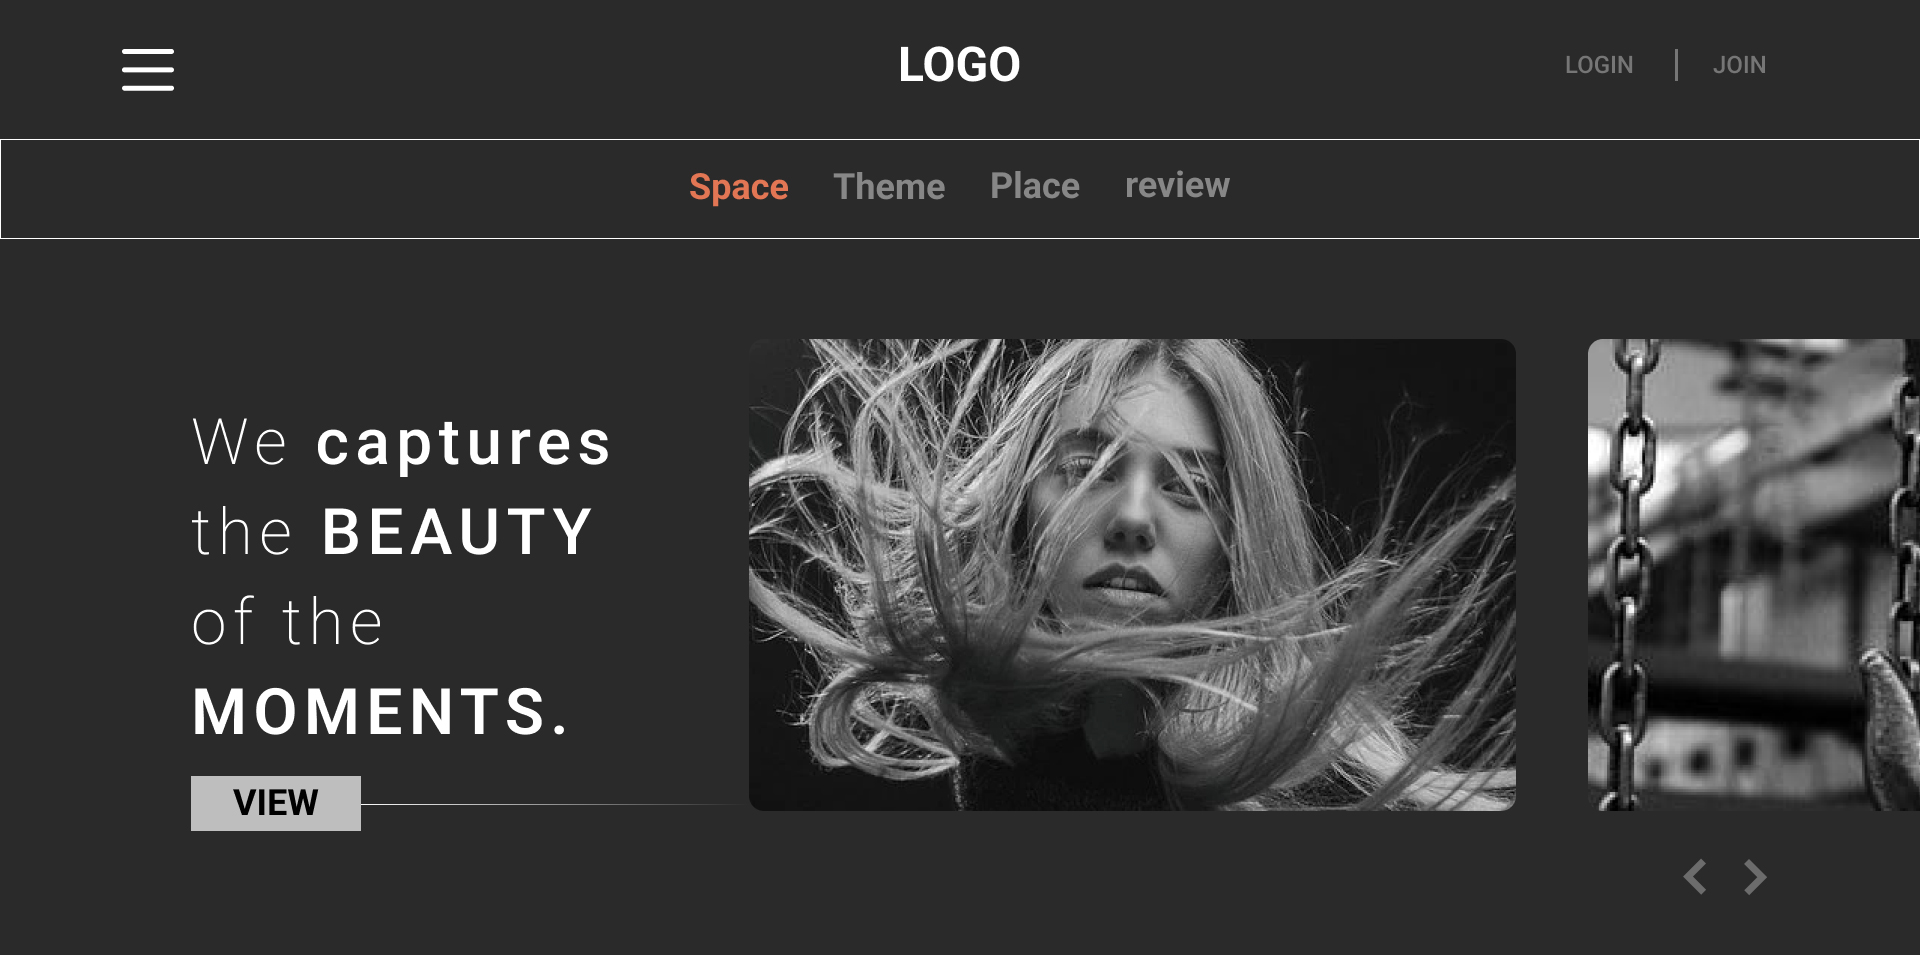 LOGO
LOGIN | JOIN
Space Theme Place review
We captures
the BEAUTY
of the
MOMENTS.
VIEW